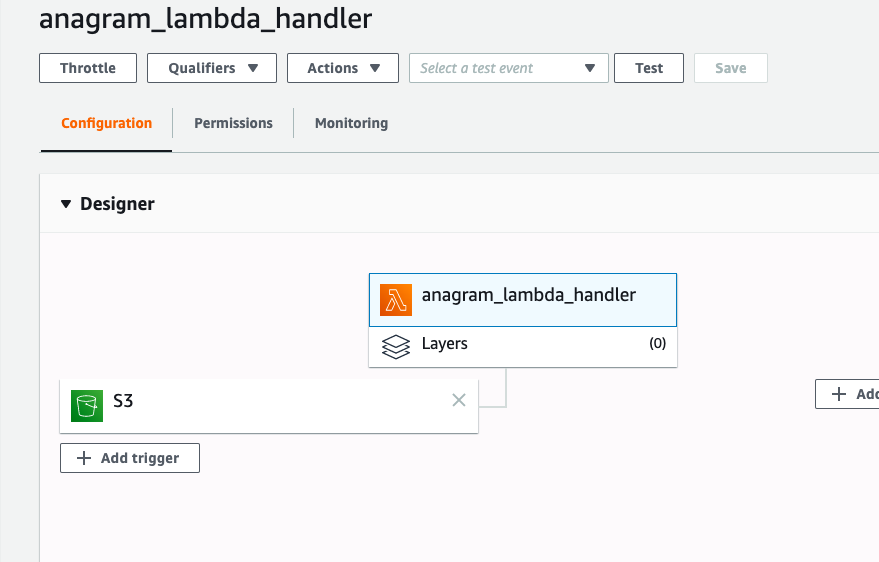 anagram_lambda_handler
Throttle Qualifiers Actions Select a test event Test Save
Configuration Permissions Monitoring
Designer
anagram_lambda_handler
Layers (0)
S3
Add
Add trigger